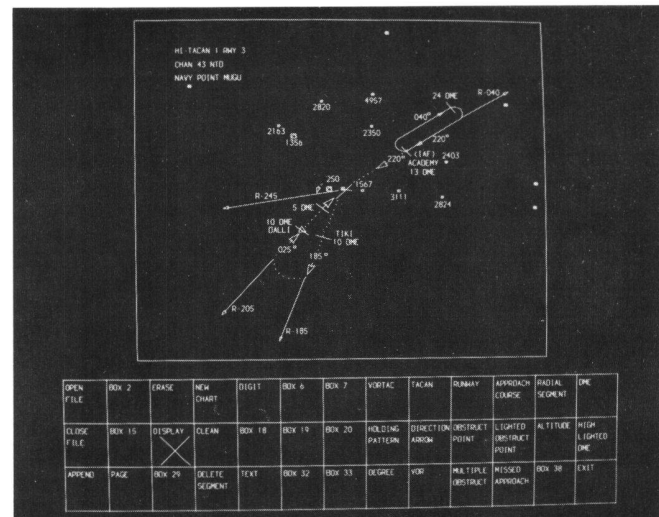 HI-TACAN 1 RWY 3
CHAN 43 NTD
NAVY POINT MUGU
24 DME
R-040
4957
2820
040°
2163
1356
2350
220°
(IAF)
ACADEMY
13 DME
2403
220°
250
1567
R-245
3111
2824
5 DME
10 DME
DALLI
TIKI
10 DME
025°
185°
R-205
R-185
OPEN FILE BOX 2 ERASE NEW CHART DIGIT BOX 6 BOX 7 VORTAC TACAN RUNWAY APPROACH COURSE RADIAL SEGMENT DME
CLOSE FILE BOX 15 DISPLAY CLEAN BOX 18 BOX 19 BOX 20 HOLDING PATTERN DIRECTION ARROW OBSTRUCT POINT LIGHTED OBSTRUCT POINT ALTITUDE HIGH LIGHTED DME
APPEND PAGE BOX 29 DELETE SEGMENT TEXT BOX 32 BOX 33 DEGREE VOR MULTIPLE OBSTRUCT MISSED APPROACH BOX 38 EXIT